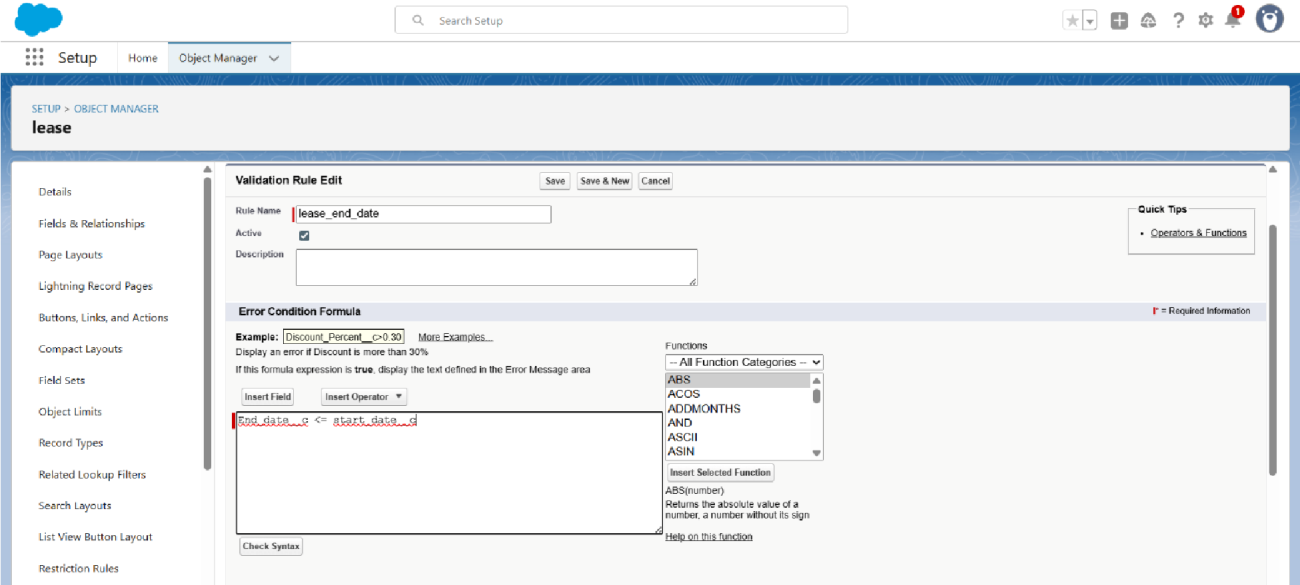 Search Setup
1
Setup
Home
Object Manager
SETUP > OBJECT MANAGER
lease
Details
Fields & Relationships
Page Layouts
Lightning Record Pages
Buttons, Links, and Actions
Compact Layouts
Field Sets
Object Limits
Record Types
Related Lookup Filters
Search Layouts
List View Button Layout
Restriction Rules
Validation Rule Edit
Save
Save & New
Cancel
Rule Name
lease_end_date
Active
Description
Quick Tips
• Operators & Functions
Error Condition Formula
= Required Information
Example: Discount_Percent__c>0.30 More Examples...
Display an error if Discount is more than 30%
If this formula expression is true, display the text defined in the Error Message area
Insert Field
Insert Operator
End_date__c <= start_date__c
Check Syntax
Functions
-- All Function Categories --
ABS
ACOS
ADDMONTHS
AND
ASCII
ASIN
Insert Selected Function
ABS(number)
Returns the absolute value of a
number, a number without its sign
Help on this function